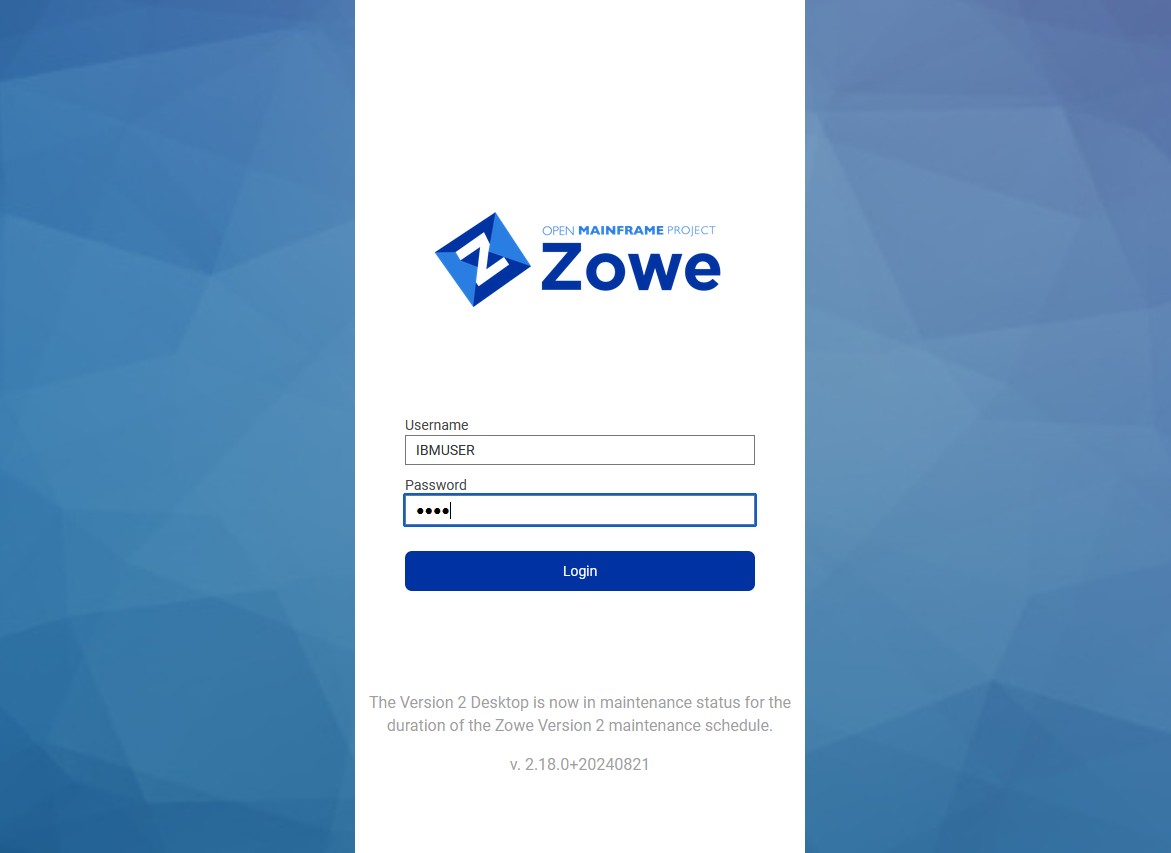 OPEN MAINFRAME PROJECT
Zowe
Username
IBMUSER
Password
••••
Login
The Version 2 Desktop is now in maintenance status for the
duration of the Zowe Version 2 maintenance schedule.
v. 2.18.0+20240821